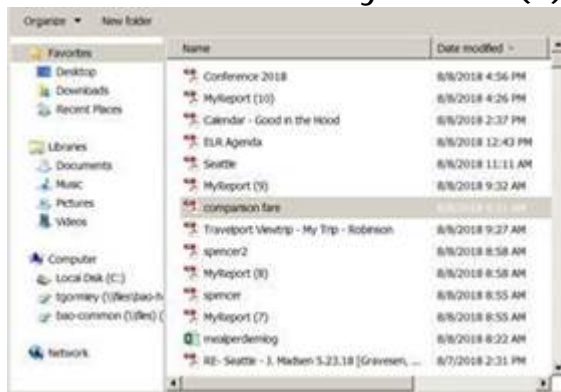 (
Organize New folder
Favorites
Desktop
Downloads
Recent Places
Libraries
Documents
Music
Pictures
Videos
Computer
Local Disk (C:)
tgormley (\\files\bao-h
bao-common (\\files) (
Network
Name Date modified
Conference 2018 8/8/2018 4:56 PM
MyReport (10) 8/8/2018 4:26 PM
Calendar - Good in the Hood 8/8/2018 2:37 PM
ELR Agenda 8/8/2018 12:43 PM
Seattle 8/8/2018 11:11 AM
MyReport (9) 8/8/2018 9:32 AM
comparison fare
Travelport Viewtrip - My Trip - Robinson 8/8/2018 9:27 AM
spencer2 8/8/2018 8:58 AM
MyReport (8) 8/8/2018 8:58 AM
spencer 8/8/2018 8:55 AM
MyReport (7) 8/8/2018 8:55 AM
mealperdiemlog 8/8/2018 8:22 AM
RE- Seattle - J. Madsen 5.23.18 [Gravesen, ... 8/7/2018 2:31 PM